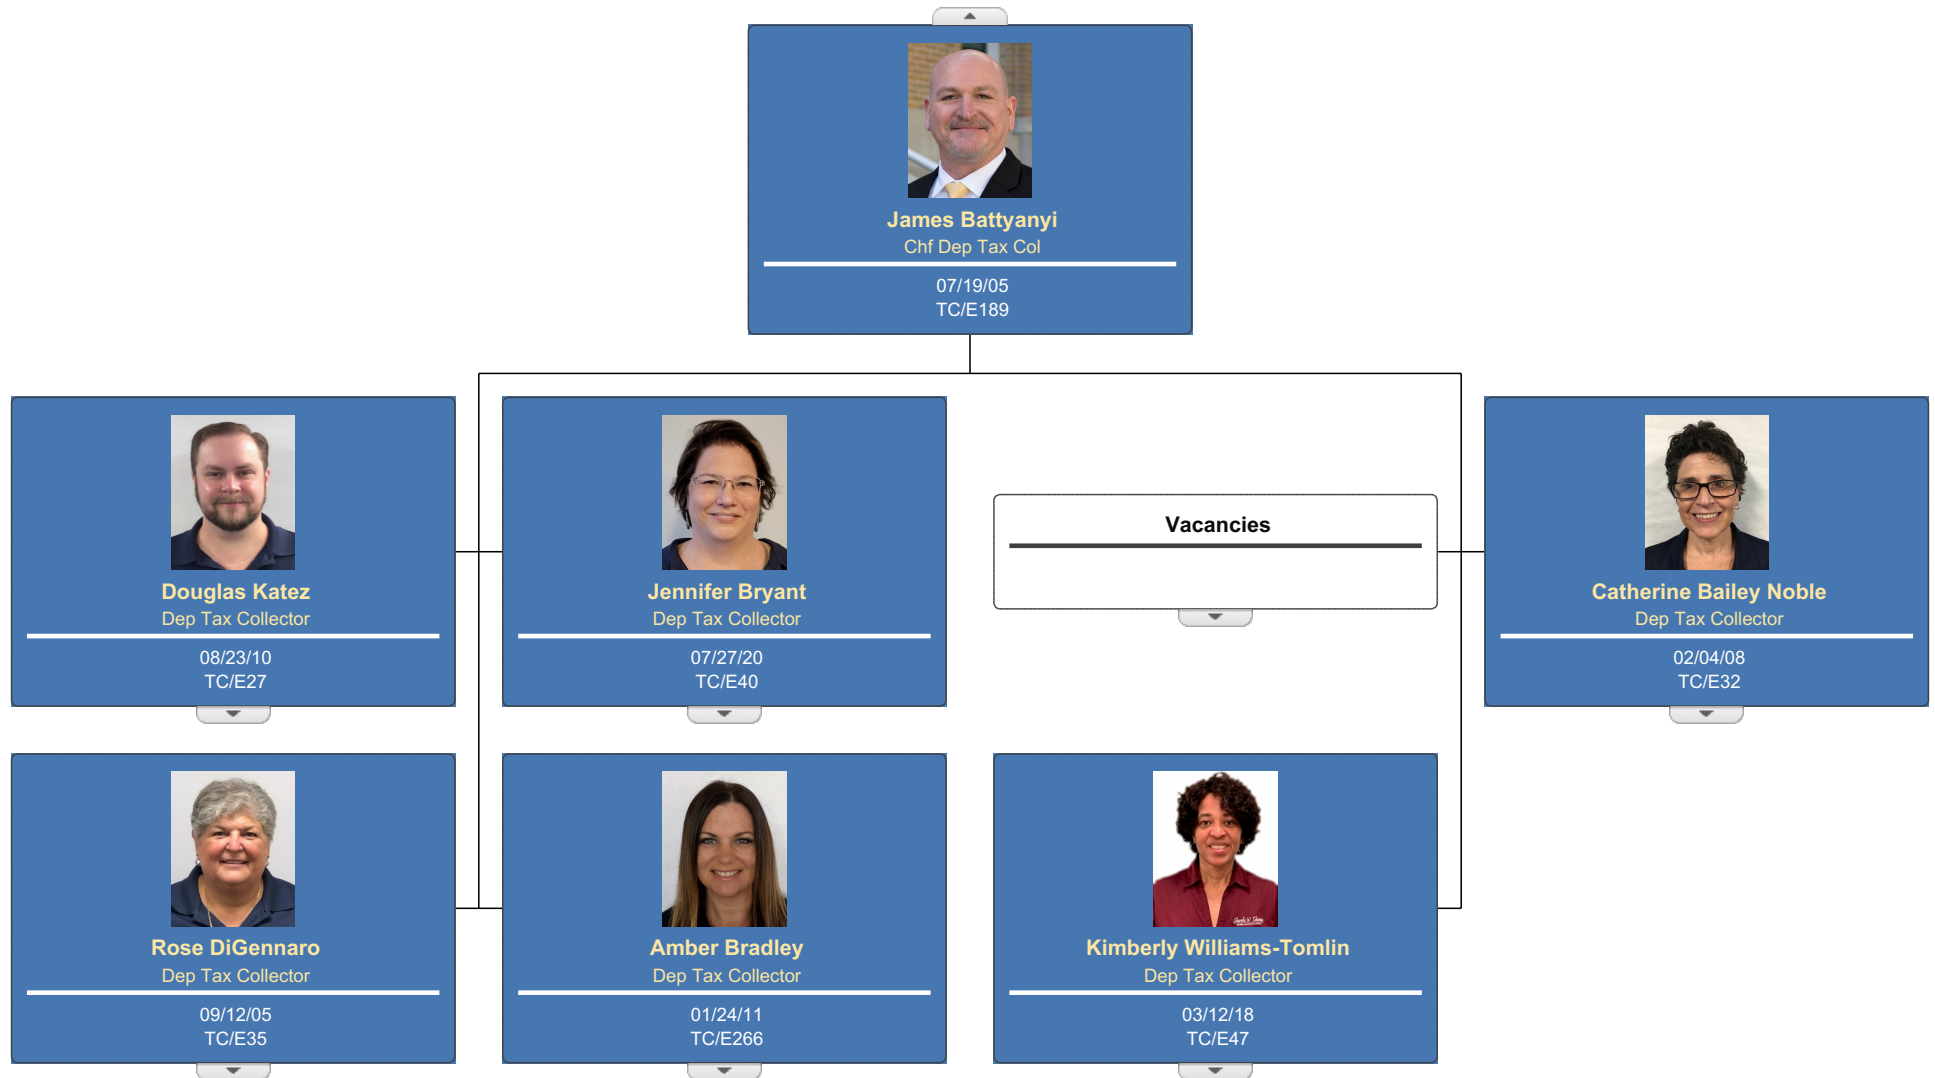 James Battyanyi
Chf Dep Tax Col
07/19/05
TC/E189
Douglas Katez
Dep Tax Collector
08/23/10
TC/E27
Jennifer Bryant
Dep Tax Collector
07/27/20
TC/E40
Vacancies
Catherine Bailey Noble
Dep Tax Collector
02/04/08
TC/E32
Rose DiGennaro
Dep Tax Collector
09/12/05
TC/E35
Amber Bradley
Dep Tax Collector
01/24/11
TC/E266
Kimberly Williams-Tomlin
Dep Tax Collector
03/12/18
TC/E47